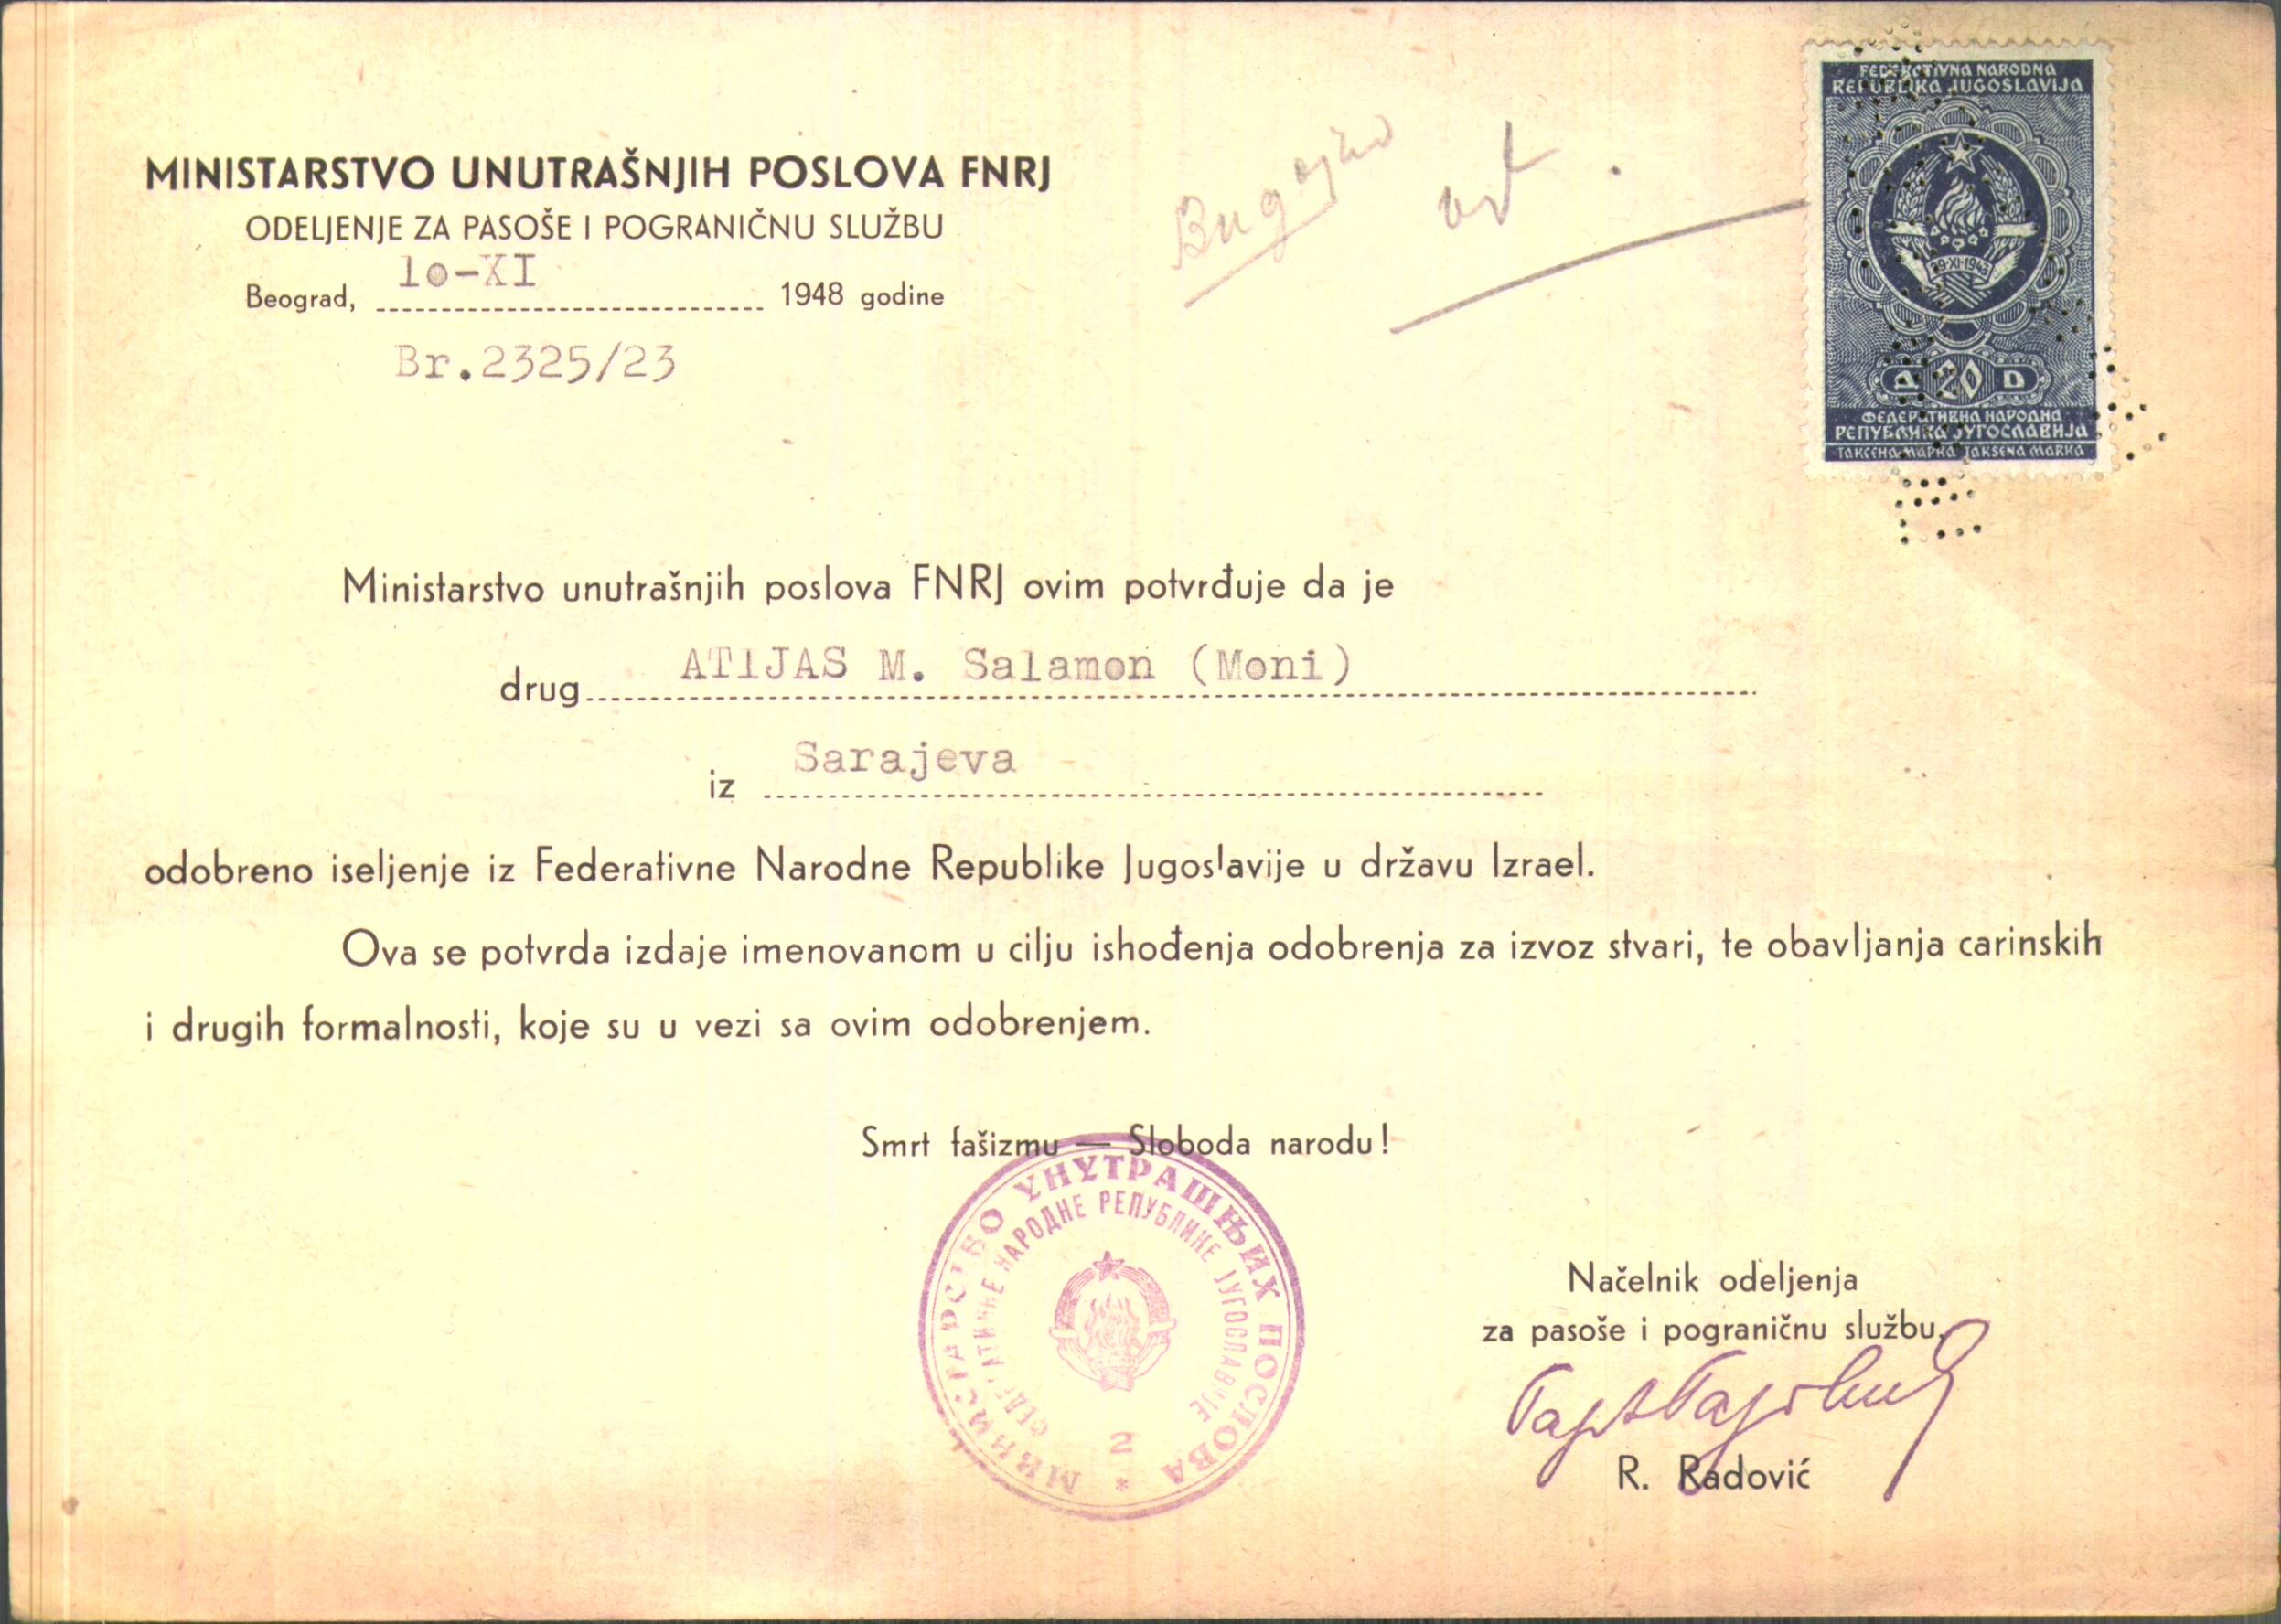 FEDERATIVNA NARODNA
REPUBLIKA JUGOSLAVIJA
29·XI·1943
Д 20 D
ФЕДЕРАТИВНА НАРОДНА
РЕПУБЛИКА ЈУГОСЛАВИЈА
ТАКСЕНА МАРКА TAKSENA MARKA
MINISTARSTVO UNUTRAŠNJIH POSLOVA FNRJ
ODELJENJE ZA PASOŠE I POGRANIČNU SLUŽBU
Beograd, 1o-XI 1948 godine
Br.2325/23
Bugojno
Ministarstvo unutrašnjih poslova FNRJ ovim potvrđuje da je
drug ATIJAS M. Salamon (Moni)
iz Sarajeva
odobreno iseljenje iz Federativne Narodne Republike Jugoslavije u državu Izrael.
Ova se potvrda izdaje imenovanom u cilju ishođenja odobrenja za izvoz stvari, te obavljanja carinskih
i drugih formalnosti, koje su u vezi sa ovim odobrenjem.
Smrt fašizmu — Sloboda narodu!
МИНИСТАРСТВО УНУТРАШЊИХ ПОСЛОВА
ФЕДЕРАТИВНЕ НАРОДНЕ РЕПУБЛИКЕ ЈУГОСЛАВИЈЕ
2
*
Načelnik odeljenja
za pasoše i pograničnu službu,
R. Radović